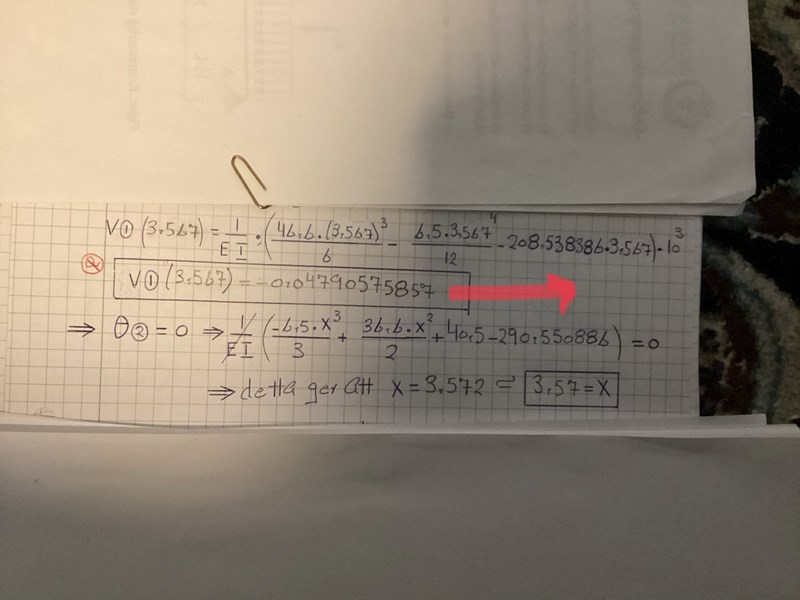 V① (3,567) = 1/EI · (46,6·(3,567)³/6 − 6,5·3,567⁴/12 − 208,538386·3,567)·10³
V① (3,567) = −0,04790575857
⇒ θ② = 0 ⇒ 1/EI (−6,5·x³/3 + 36,6·x²/2 + 40,5 − 290,550886) = 0
⇒ detta ger att x = 3,572 = 3,57 = x